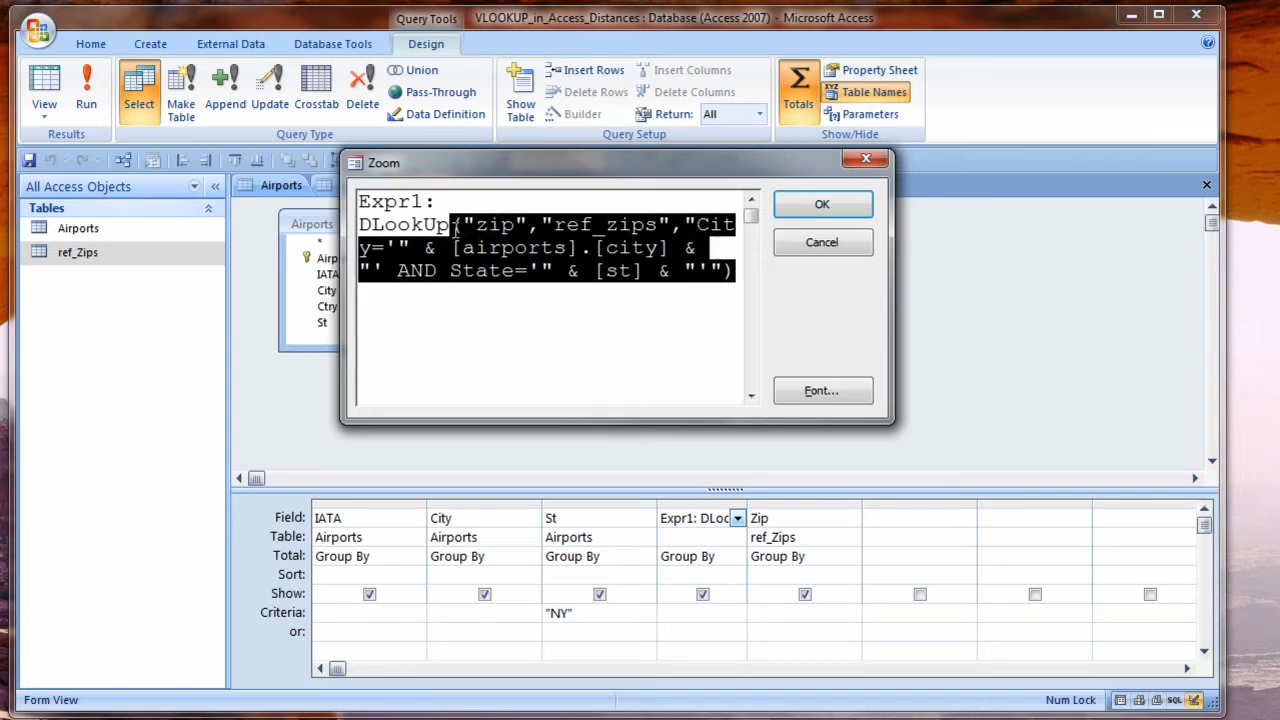 Query Tools
VLOOKUP_in_Access_Distances : Database (Access 2007) - Microsoft Access
Home Create External Data Database Tools Design
View
Run
Select
Make Table
Append
Update
Crosstab
Delete
Union
Pass-Through
Data Definition
Show Table
Insert Rows
Delete Rows
Builder
Insert Columns
Delete Columns
Return: All
Totals
Property Sheet
Table Names
Parameters
Results
Query Type
Query Setup
Show/Hide
All Access Objects
Tables
Airports
ref_Zips
Airports
Airports
*
Airp
IATA
City
Ctry
St
Zoom
Expr1:
DLookUp("zip","ref_zips","Cit
y='" & [airports].[city] &
"' AND State='" & [st] & "'")
OK
Cancel
Font...
Field: IATA City St Expr1: DLoc Zip
Table: Airports Airports Airports ref_Zips
Total: Group By Group By Group By Group By Group By
Sort:
Show:
Criteria: "NY"
or:
Form View
Num Lock
SQL